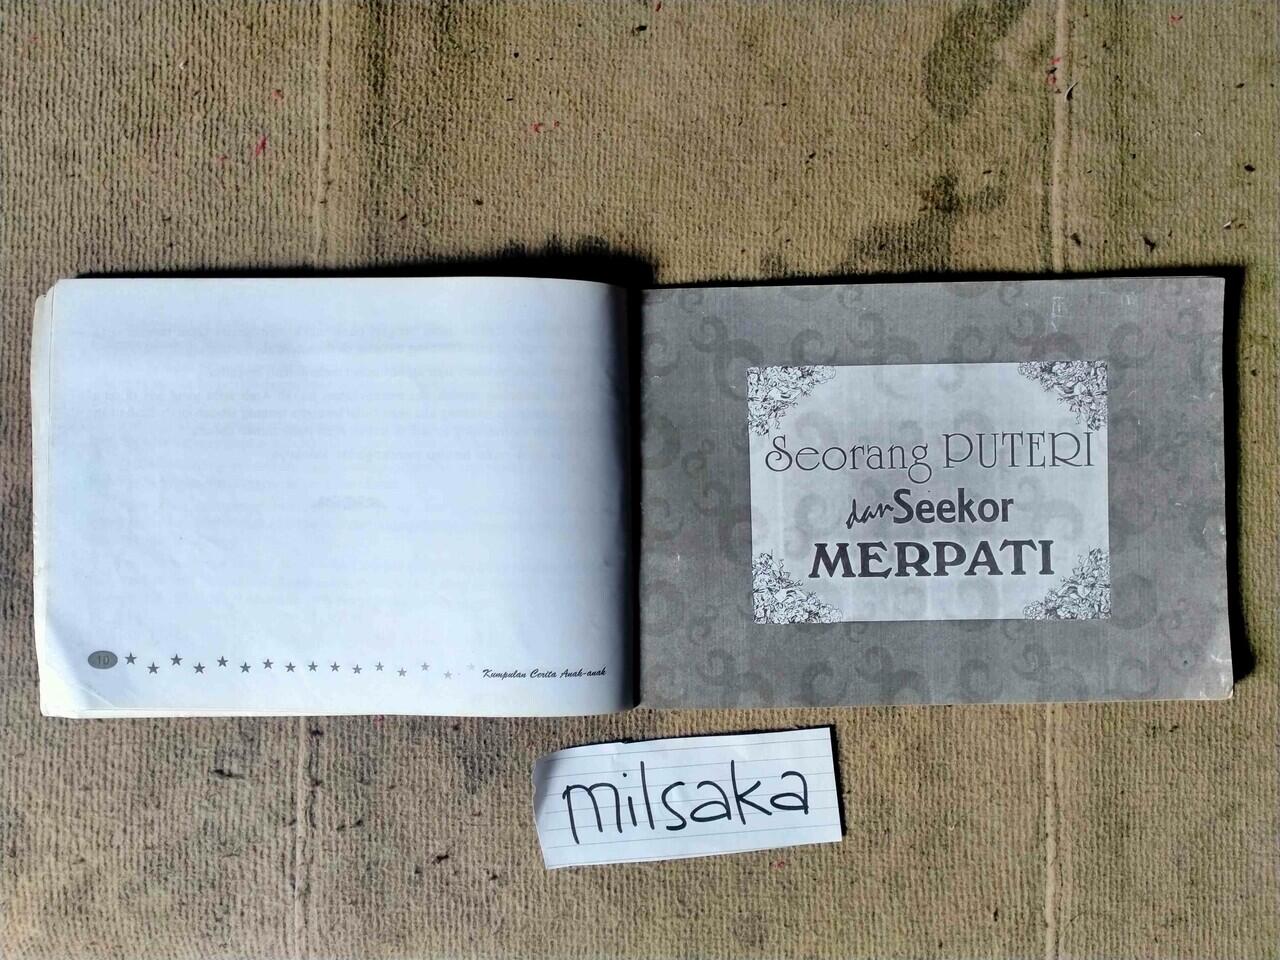 10
Kumpulan Cerita Anak-anak
Seorang PUTERI
dan Seekor
MERPATI
milsaka